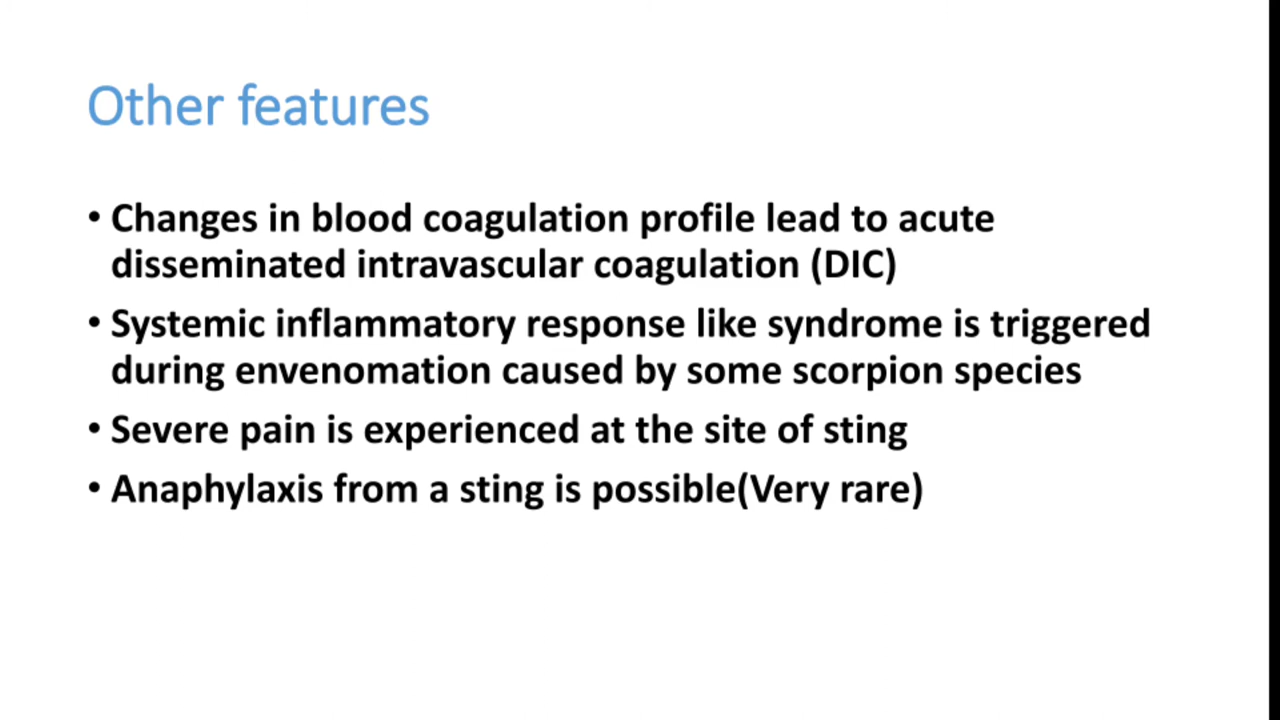 Other features
• Changes in blood coagulation profile lead to acute
disseminated intravascular coagulation (DIC)
• Systemic inflammatory response like syndrome is triggered
during envenomation caused by some scorpion species
• Severe pain is experienced at the site of sting
• Anaphylaxis from a sting is possible(Very rare)